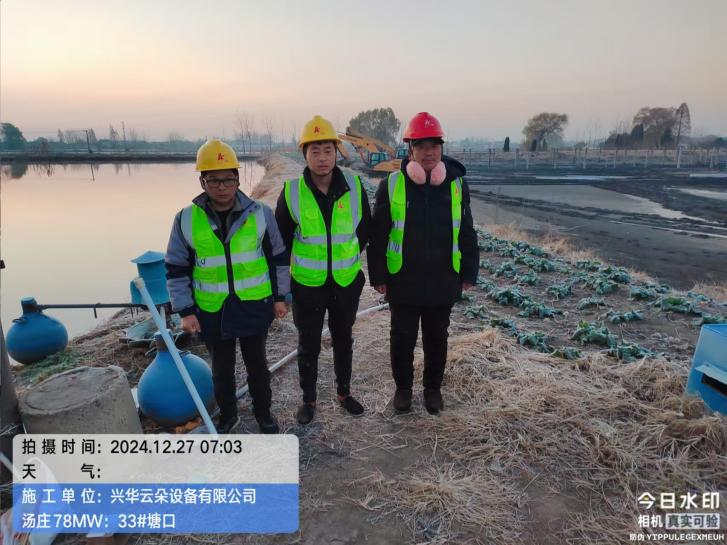 拍摄时间: 2024.12.27 07:03
天气:
施工单位: 兴华云朵设备有限公司
汤庄78MW: 33#塘口
今日水印
相机 真实可验
防伪 YTPPULEGEXMEUH